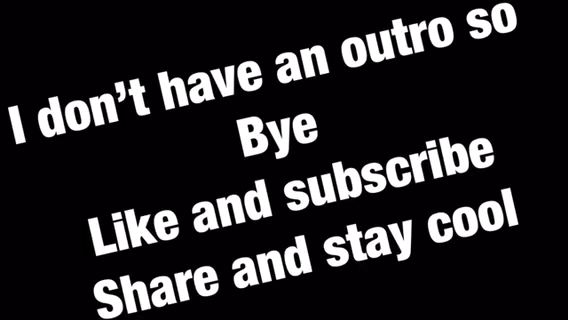 I don’t have an outro so
Bye
Like and subscribe
Share and stay cool